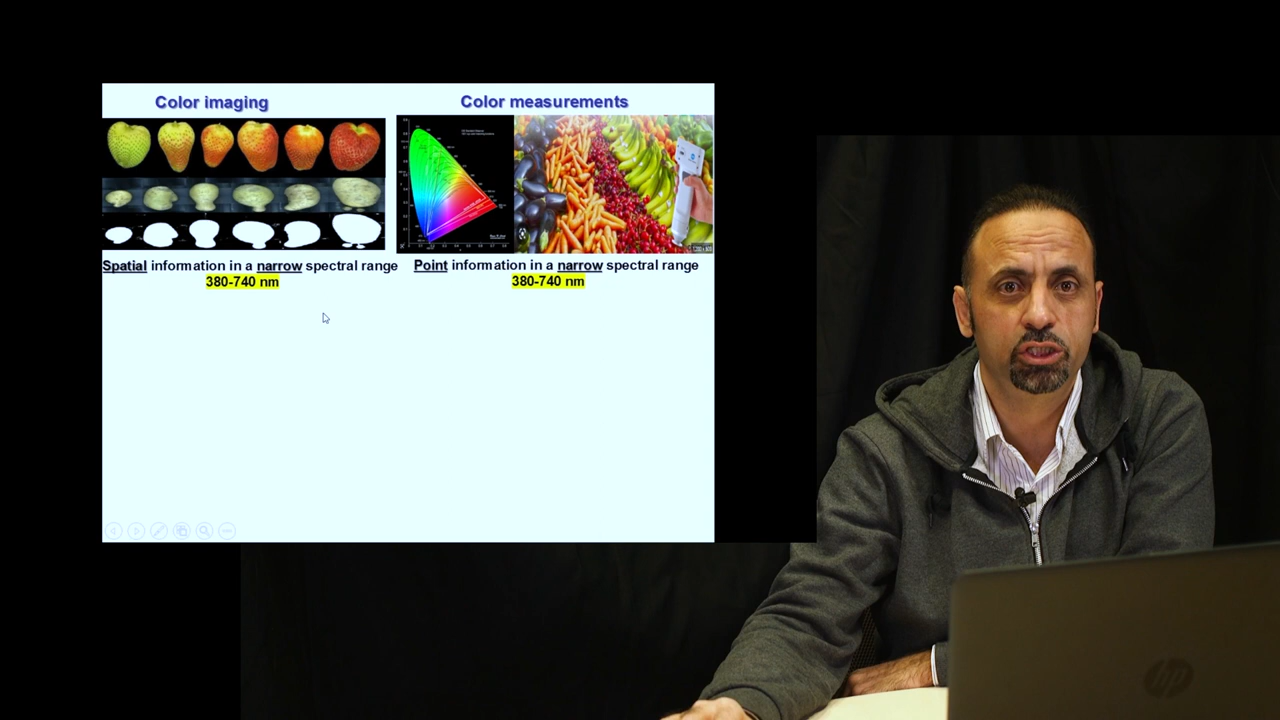 Color imaging
Color measurements
Spatial information in a narrow spectral range
380-740 nm
Point information in a narrow spectral range
380-740 nm
hp